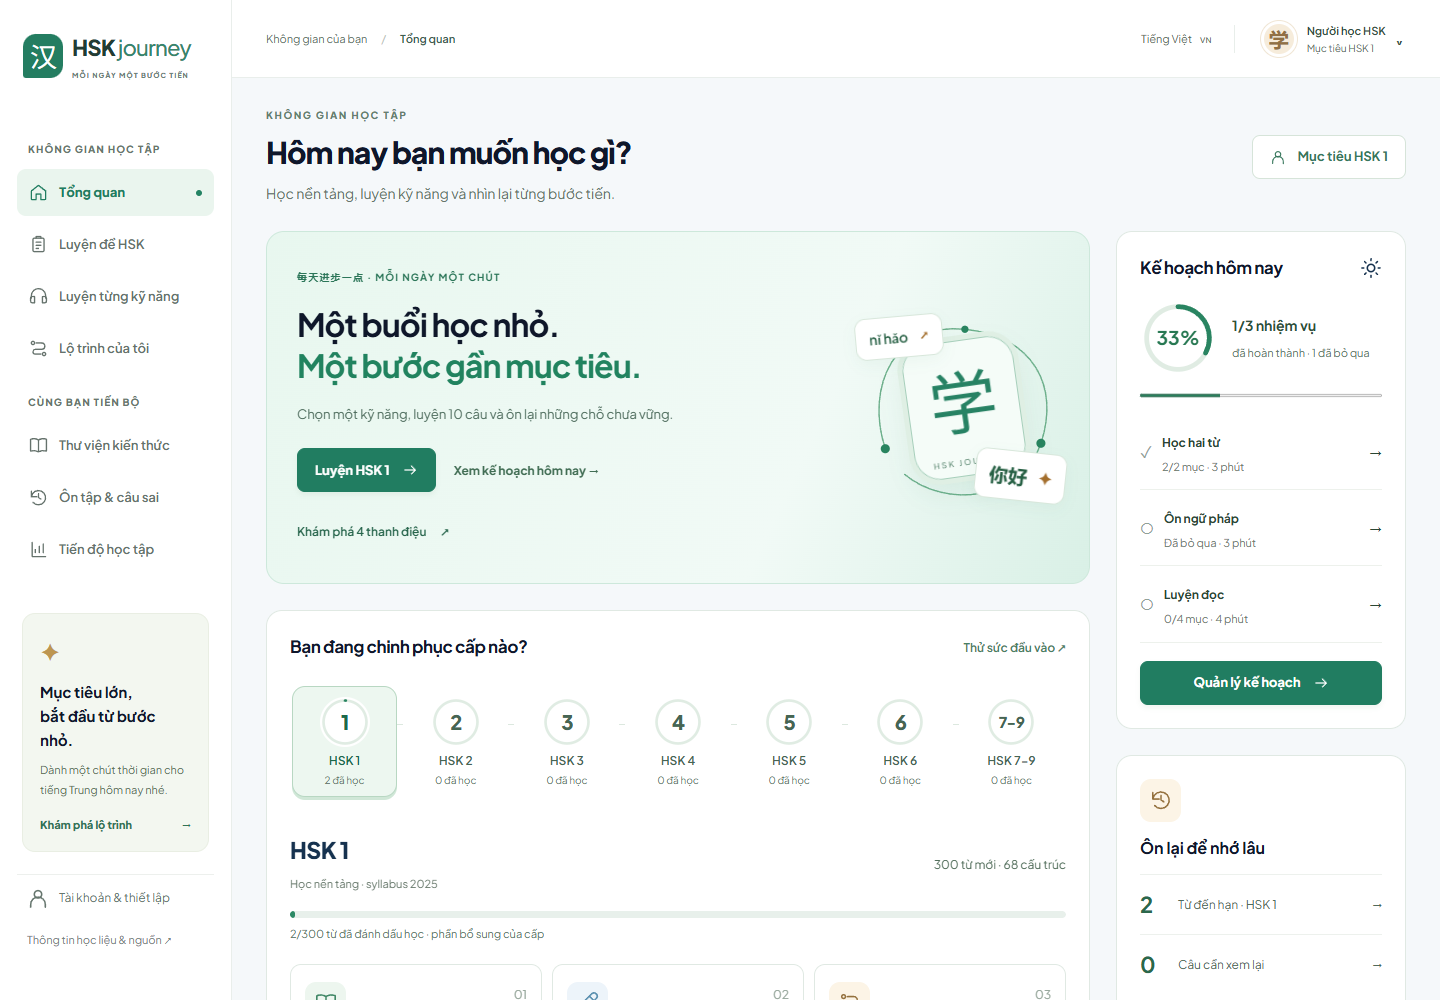 汉
HSK journey
MỖI NGÀY MỘT BƯỚC TIẾN
KHÔNG GIAN HỌC TẬP
Tổng quan
Luyện đề HSK
Luyện từng kỹ năng
Lộ trình của tôi
CÙNG BẠN TIẾN BỘ
Thư viện kiến thức
Ôn tập & câu sai
Tiến độ học tập
Mục tiêu lớn,
bắt đầu từ bước
nhỏ.
Dành một chút thời gian cho
tiếng Trung hôm nay nhé.
Khám phá lộ trình →
Tài khoản & thiết lập
Thông tin học liệu & nguồn ↗
Không gian của bạn / Tổng quan
Tiếng Việt VN
学
Người học HSK
Mục tiêu HSK 1
KHÔNG GIAN HỌC TẬP
Hôm nay bạn muốn học gì?
Học nền tảng, luyện kỹ năng và nhìn lại từng bước tiến.
Mục tiêu HSK 1
每天进步一点 · MỖI NGÀY MỘT CHÚT
Một buổi học nhỏ.
Một bước gần mục tiêu.
Chọn một kỹ năng, luyện 10 câu và ôn lại những chỗ chưa vững.
Luyện HSK 1 →
Xem kế hoạch hôm nay →
Khám phá 4 thanh điệu ↗
nǐ hǎo ↗
学
HSK JOU
你好 ✦
Bạn đang chinh phục cấp nào?
Thử sức đầu vào ↗
1
HSK 1
2 đã học
2
HSK 2
0 đã học
3
HSK 3
0 đã học
4
HSK 4
0 đã học
5
HSK 5
0 đã học
6
HSK 6
0 đã học
7–9
HSK 7–9
0 đã học
HSK 1
Học nền tảng · syllabus 2025
300 từ mới · 68 cấu trúc
2/300 từ đã đánh dấu học · phần bổ sung của cấp
01
02
03
Kế hoạch hôm nay
33%
1/3 nhiệm vụ
đã hoàn thành · 1 đã bỏ qua
Học hai từ
2/2 mục · 3 phút
→
Ôn ngữ pháp
Đã bỏ qua · 3 phút
→
Luyện đọc
0/4 mục · 4 phút
→
Quản lý kế hoạch →
Ôn lại để nhớ lâu
2 Từ đến hạn · HSK 1 →
0 Câu cần xem lại →